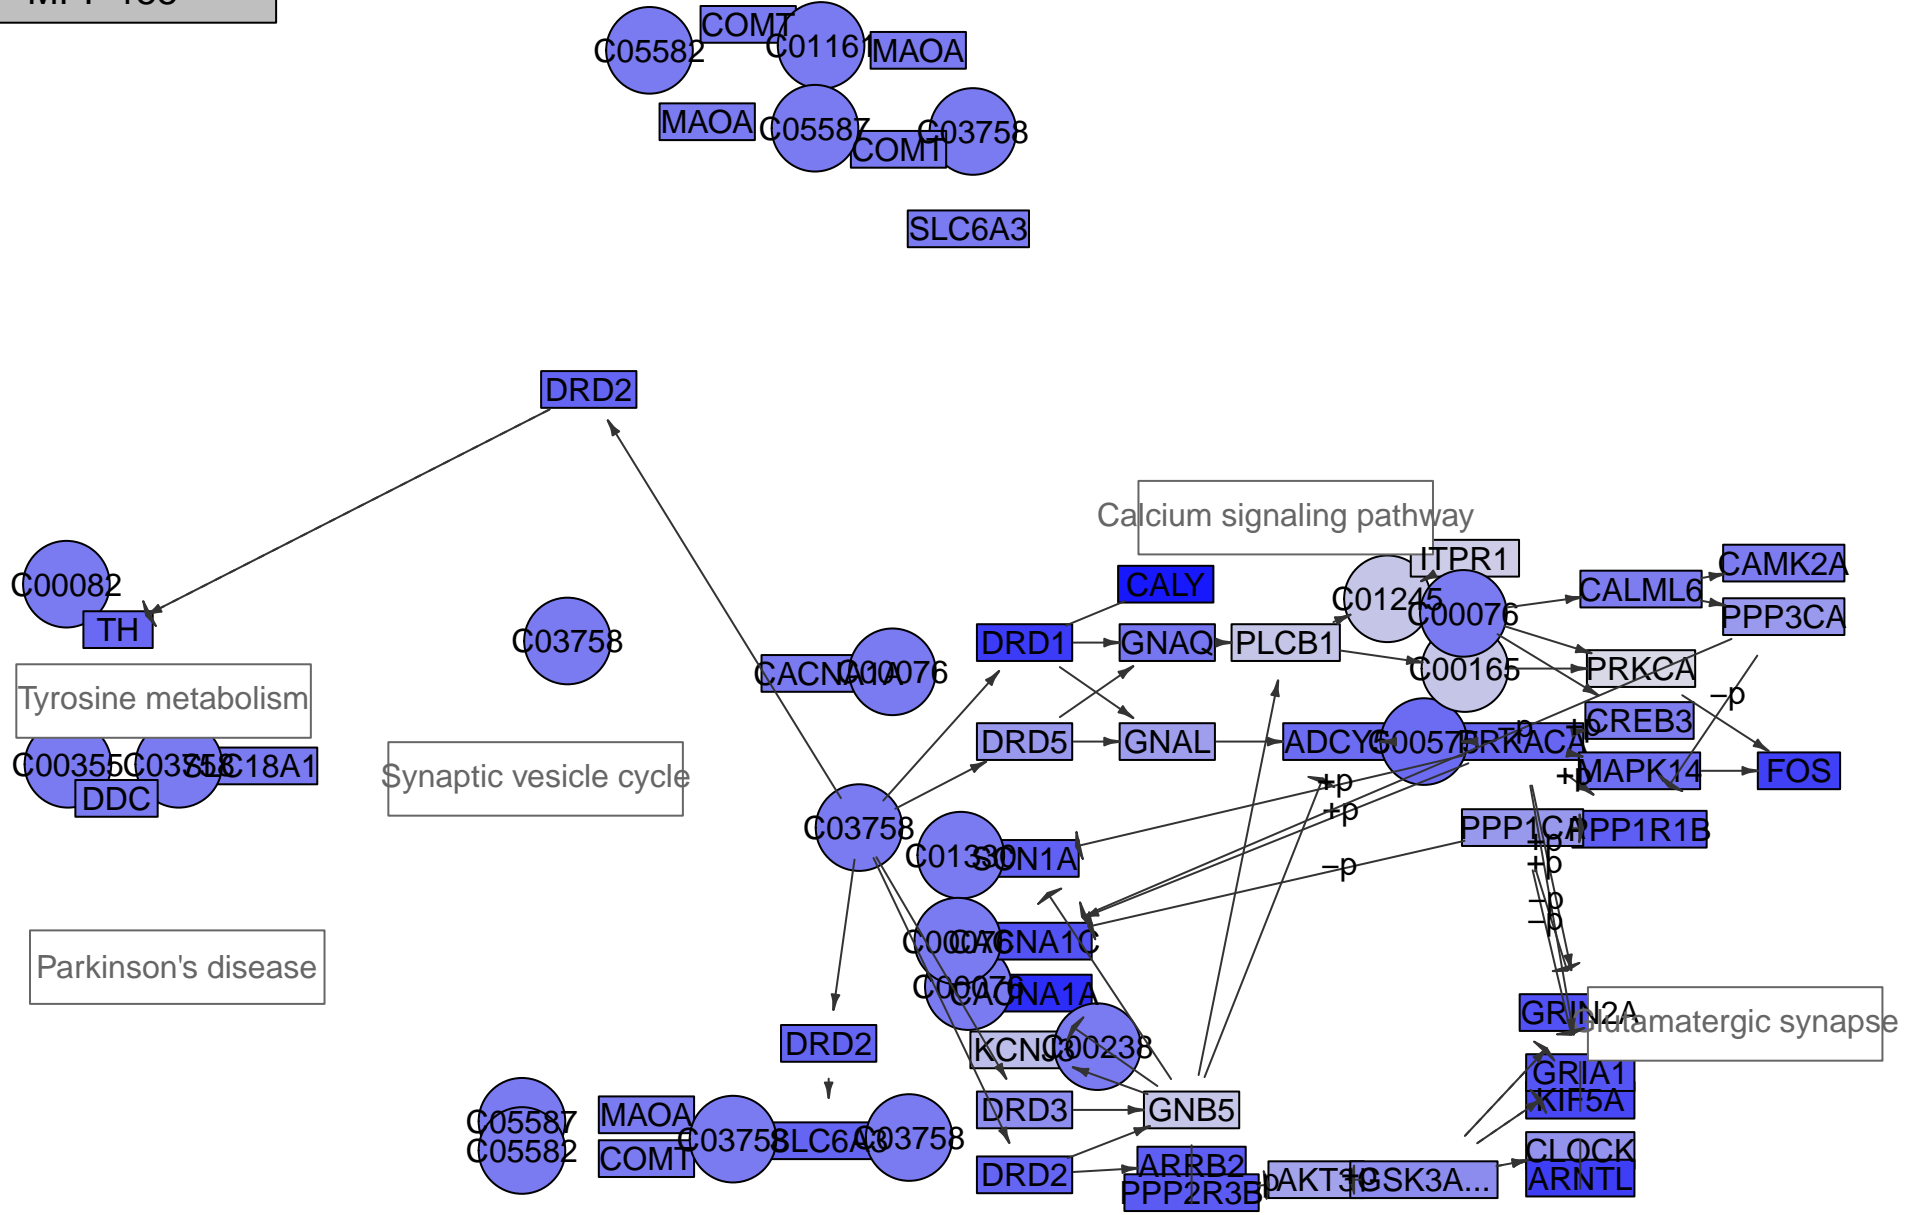 COMT
C05582
C01161
MAOA
MAOA
C05587
COMT
C03758
SLC6A3
DRD2
Calcium signaling pathway
ITPR1
CAMK2A
C00082
CALY
C01245
C00076
CALML6
PPP3CA
TH
C03758
DRD1
GNAQ
PLCB1
C00165
PRKCA
CACNA1A
C00076
Tyrosine metabolism
–p
CREB3
+p
–p
DRD5
GNAL
C00575
PRKACA
C00355
C03758
SLC18A1
Synaptic vesicle cycle
+p
+p
MAPK14
FOS
DDC
+p
C03758
PPP1CA
PPP1R1B
C01330
SCN1A
–p
+p
+p
–p
–p
C00076
CACNA1C
Parkinson's disease
C00076
CACNA1A
GRIN2A
Glutamatergic synapse
DRD2
KCNJ3
C00238
GRIA1
KIF5A
MAOA
DRD3
GNB5
C05587
C03758
SLC6A3
C03758
C05582
COMT
CLOCK
DRD2
ARRB2
PPP2R3B
AKT3
+p
GSK3A...
ARNTL